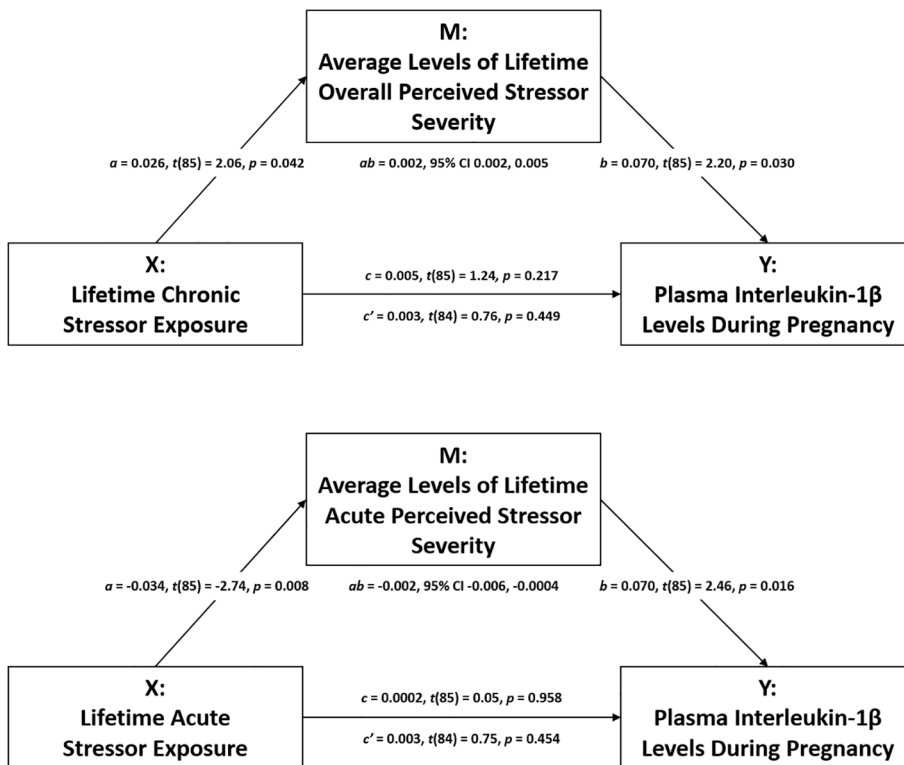 M:
Average Levels of Lifetime
Overall Perceived Stressor
Severity
a = 0.026, t(85) = 2.06, p = 0.042
ab = 0.002, 95% CI 0.002, 0.005
b = 0.070, t(85) = 2.20, p = 0.030
X:
Lifetime Chronic
Stressor Exposure
c = 0.005, t(85) = 1.24, p = 0.217
c' = 0.003, t(84) = 0.76, p = 0.449
Y:
Plasma Interleukin-1β
Levels During Pregnancy
M:
Average Levels of Lifetime
Acute Perceived Stressor
Severity
a = -0.034, t(85) = -2.74, p = 0.008
ab = -0.002, 95% CI -0.006, -0.0004
b = 0.070, t(85) = 2.46, p = 0.016
X:
Lifetime Acute
Stressor Exposure
c = 0.0002, t(85) = 0.05, p = 0.958
c' = 0.003, t(84) = 0.75, p = 0.454
Y:
Plasma Interleukin-1β
Levels During Pregnancy